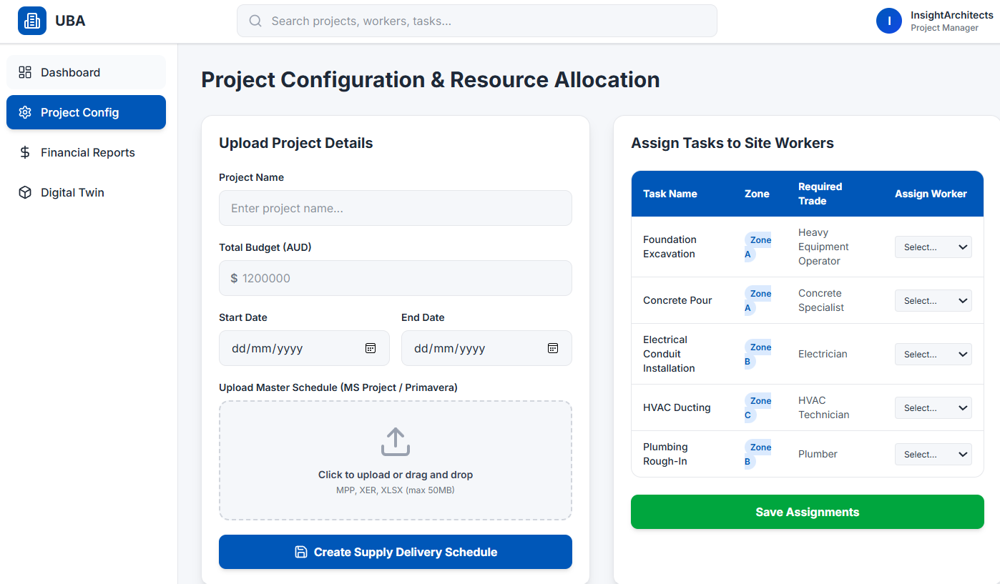 UBA
Search projects, workers, tasks...
I
InsightArchitects
Project Manager
Dashboard
Project Config
Financial Reports
Digital Twin
Project Configuration & Resource Allocation
Upload Project Details
Project Name
Enter project name...
Total Budget (AUD)
$ 1200000
Start Date
End Date
dd/mm/yyyy
dd/mm/yyyy
Upload Master Schedule (MS Project / Primavera)
Click to upload or drag and drop
MPP, XER, XLSX (max 50MB)
Create Supply Delivery Schedule
Assign Tasks to Site Workers
Task Name
Zone
Required
Trade
Assign Worker
Foundation
Excavation
Zone
A
Heavy
Equipment
Operator
Select...
Concrete Pour
Zone
A
Concrete
Specialist
Select...
Electrical
Conduit
Installation
Zone
B
Electrician
Select...
HVAC Ducting
Zone
C
HVAC
Technician
Select...
Plumbing
Rough-In
Zone
B
Plumber
Select...
Save Assignments